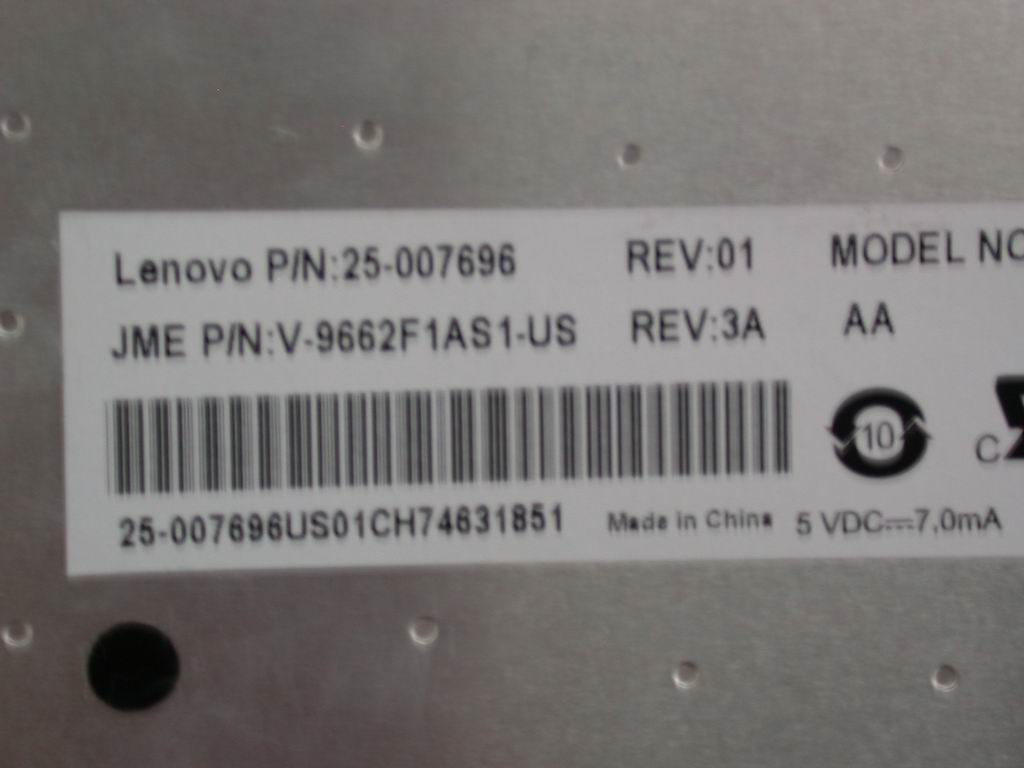 Lenovo P/N:25-007696 REV:01 MODEL NO
JME P/N:V-9662F1AS1-US REV:3A AA
10
C
25-007696US01CH74631851 Made in China 5 VDC⎓7,0mA